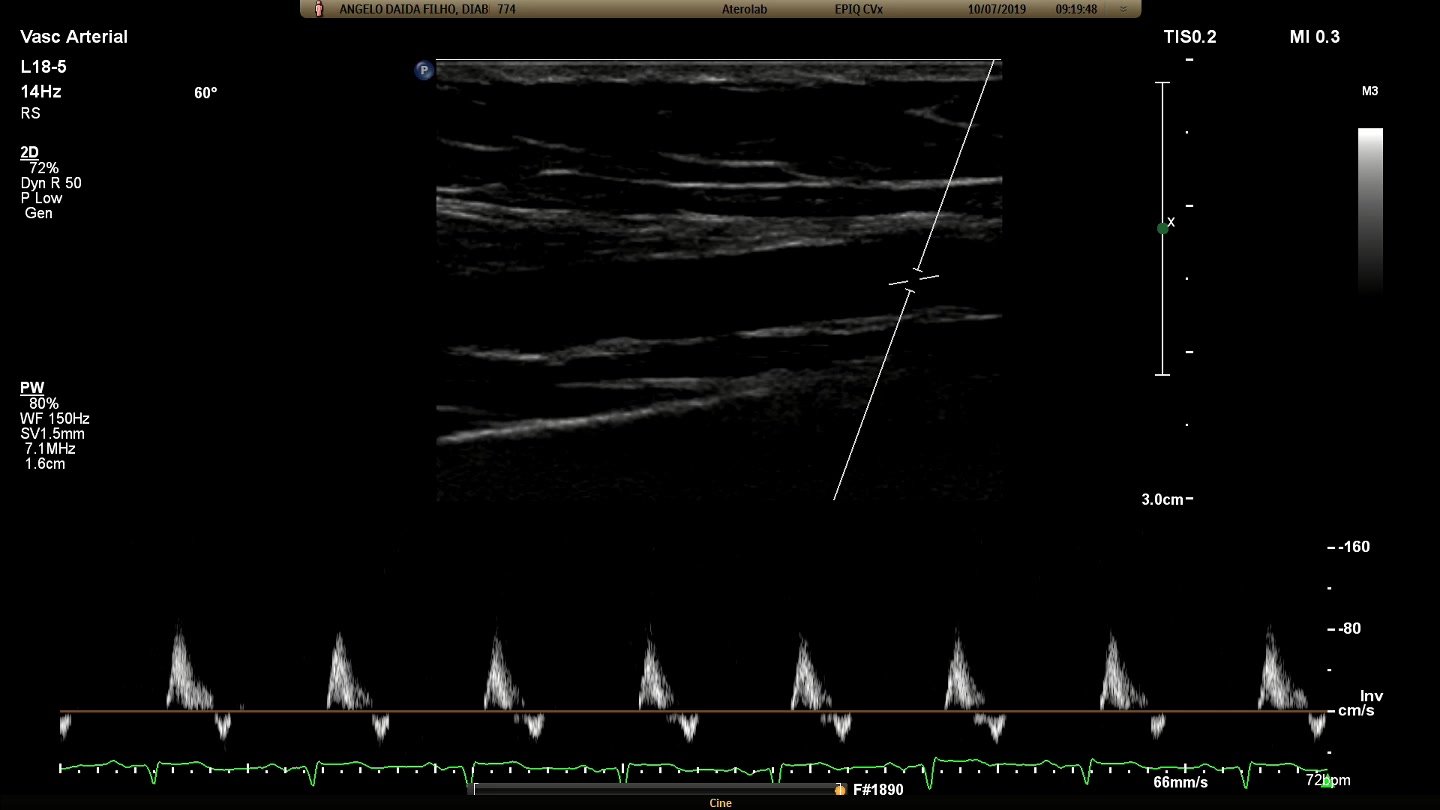 ANGELO DAIDA FILHO, DIAB 774 Aterolab EPIQ CVx 10/07/2019 09:19:48
Vasc Arterial
TIS0.2 MI 0.3
L18-5
14Hz
RS
60°
M3
P
2D
72%
Dyn R 50
P Low
Gen
X
PW
80%
WF 150Hz
SV1.5mm
7.1MHz
1.6cm
3.0cm
-160
-80
Inv
cm/s
66mm/s
F#1890
Cine